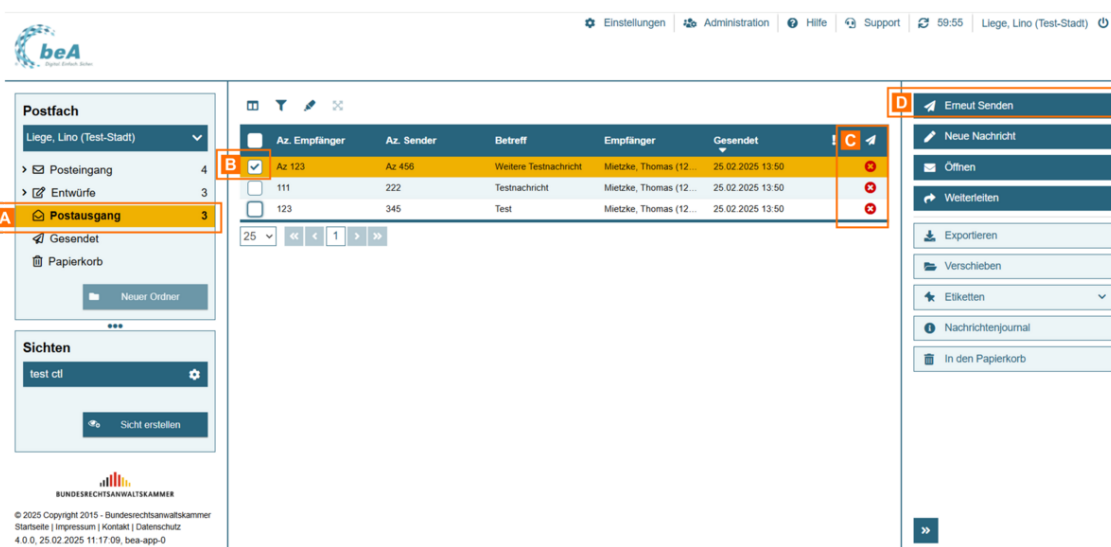 Einstellungen Administration Hilfe Support 59:55 Liege, Lino (Test-Stadt)
beA
Digital. Einfach. Sicher.
Postfach
Liege, Lino (Test-Stadt)
Posteingang 4
Entwürfe 3
A Postausgang 3
Gesendet
Papierkorb
Neuer Ordner
Sichten
test ctl
Sicht erstellen
BUNDESRECHTSANWALTSKAMMER
© 2025 Copyright 2015 - Bundesrechtsanwaltskammer
Startseite | Impressum | Kontakt | Datenschutz
4.0.0, 25.02.2025 11:17:09, bea-app-0
Az. Empfänger Az. Sender Betreff Empfänger Gesendet ! C
B Az 123 Az 456 Weitere Testnachricht Mietzke, Thomas (12... 25.02.2025 13:50
111 222 Testnachricht Mietzke, Thomas (12... 25.02.2025 13:50
123 345 Test Mietzke, Thomas (12... 25.02.2025 13:50
25 « < 1 > »
D Erneut Senden
Neue Nachricht
Öffnen
Weiterleiten
Exportieren
Verschieben
Etiketten
Nachrichtenjournal
In den Papierkorb
»